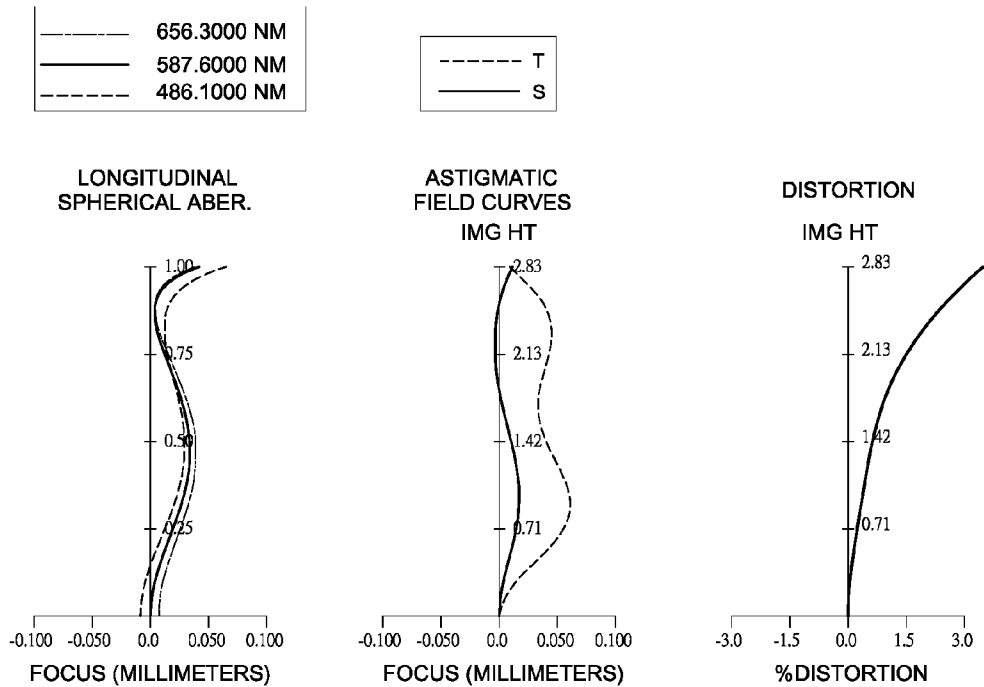 656.3000 NM
587.6000 NM
486.1000 NM
T
S
LONGITUDINAL
SPHERICAL ABER.
1.00
0.75
0.50
0.25
-0.100 -0.050 0.0 0.050 0.100
FOCUS (MILLIMETERS)
ASTIGMATIC
FIELD CURVES
IMG HT
2.83
2.13
1.42
0.71
-0.100 -0.050 0.0 0.050 0.100
FOCUS (MILLIMETERS)
DISTORTION
IMG HT
2.83
2.13
1.42
0.71
-3.0 -1.5 0.0 1.5 3.0
%DISTORTION